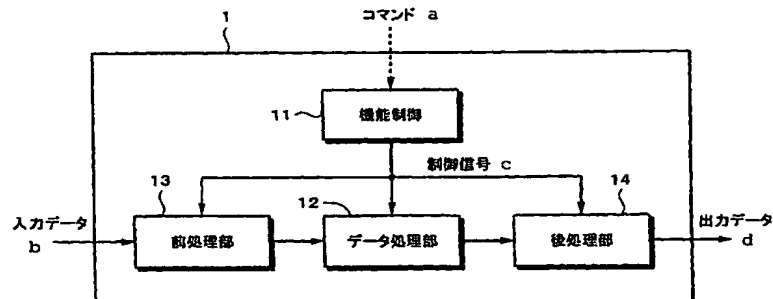 1
コマンド a
11
機能制御
制御信号 c
13
12
14
入力データ
b
前処理部
データ処理部
後処理部
出力データ
d